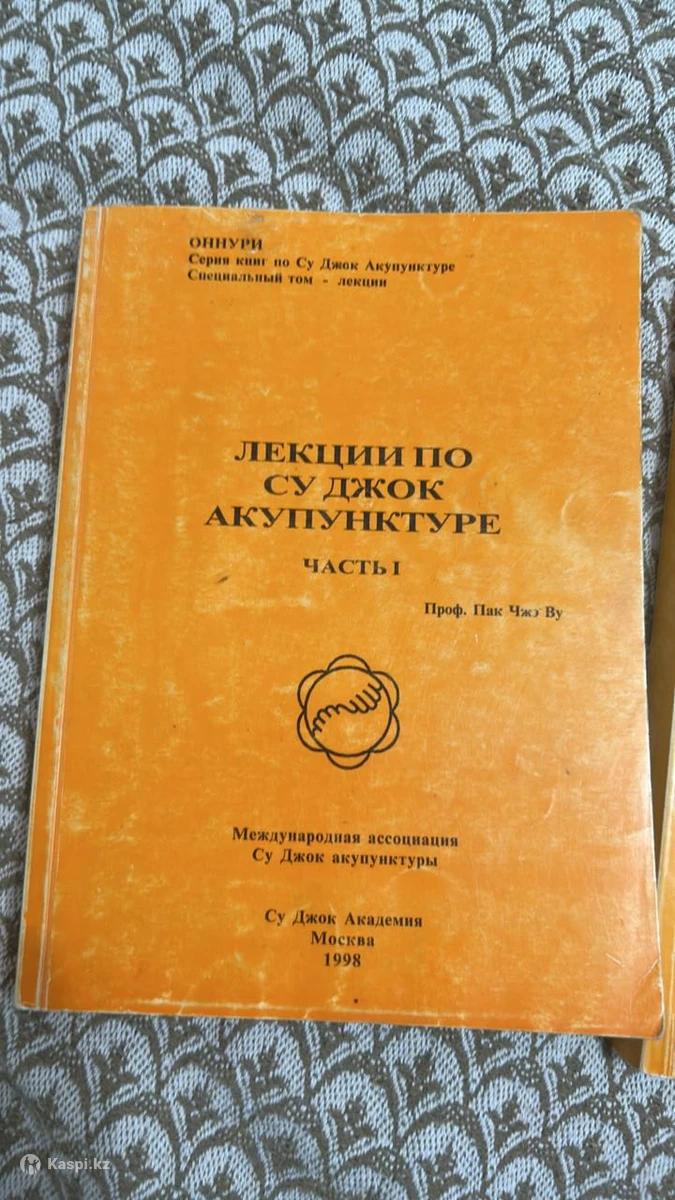 ОННУРИ
Серия книг по Су Джок Акупунктуре
Специальный том - лекции
ЛЕКЦИИ ПО
СУ ДЖОК
АКУПУНКТУРЕ
ЧАСТЬ I
Проф. Пак Чжэ Ву
Международная ассоциация
Су Джок акупунктуры
Су Джок Академия
Москва
1998
Kaspi.kz